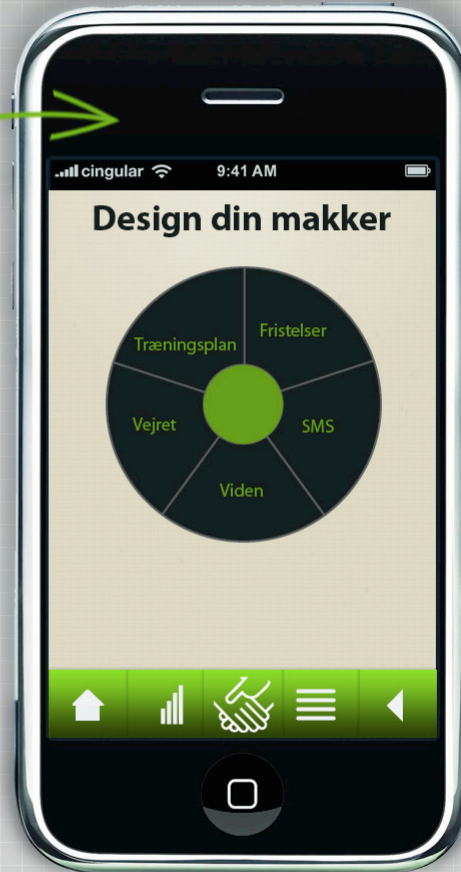 cingular 9:41 AM
Design din makker
Fristelser
Træningsplan
Vejret
SMS
Viden